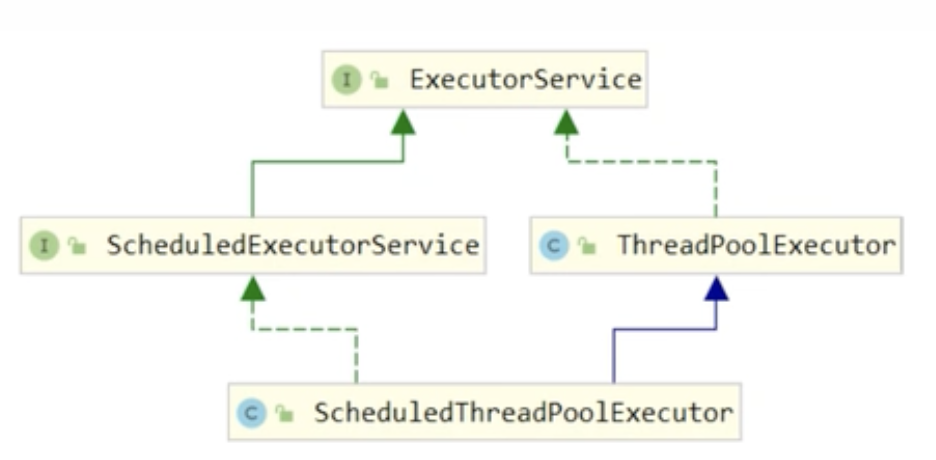 I ExecutorService
I ScheduledExecutorService
C ThreadPoolExecutor
C ScheduledThreadPoolExecutor